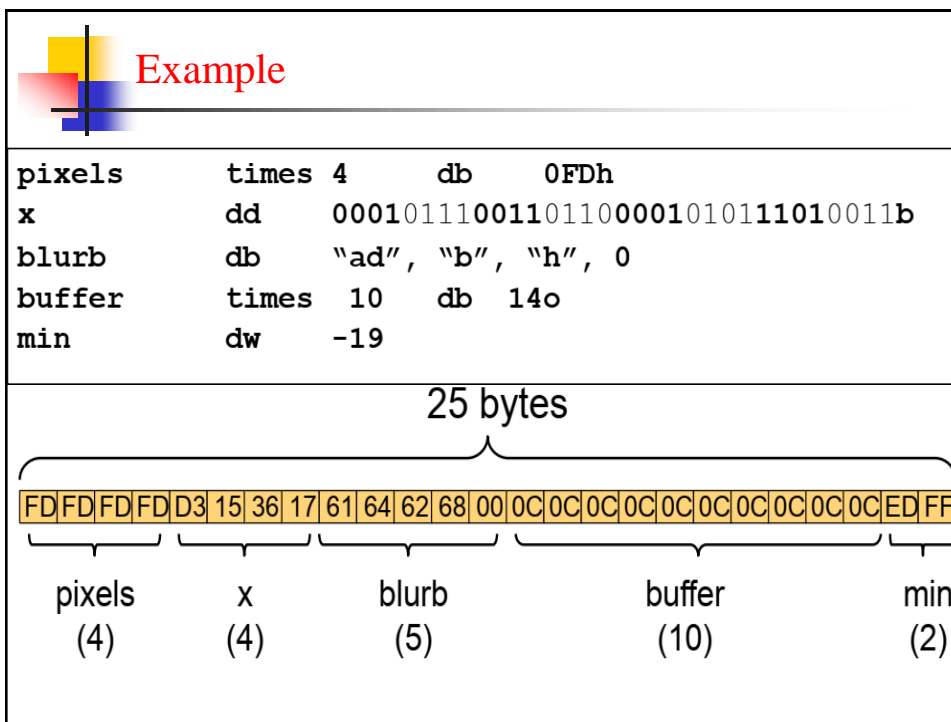 Example
pixels times 4 db 0FDh
x dd 00010111001101100001010111010011b
blurb db “ad”, “b”, “h”, 0
buffer times 10 db 14o
min dw -19
25 bytes
FD FD FD FD D3 15 36 17 61 64 62 68 00 0C 0C 0C 0C 0C 0C 0C 0C 0C 0C ED FF
pixels x blurb buffer min
(4) (4) (5) (10) (2)